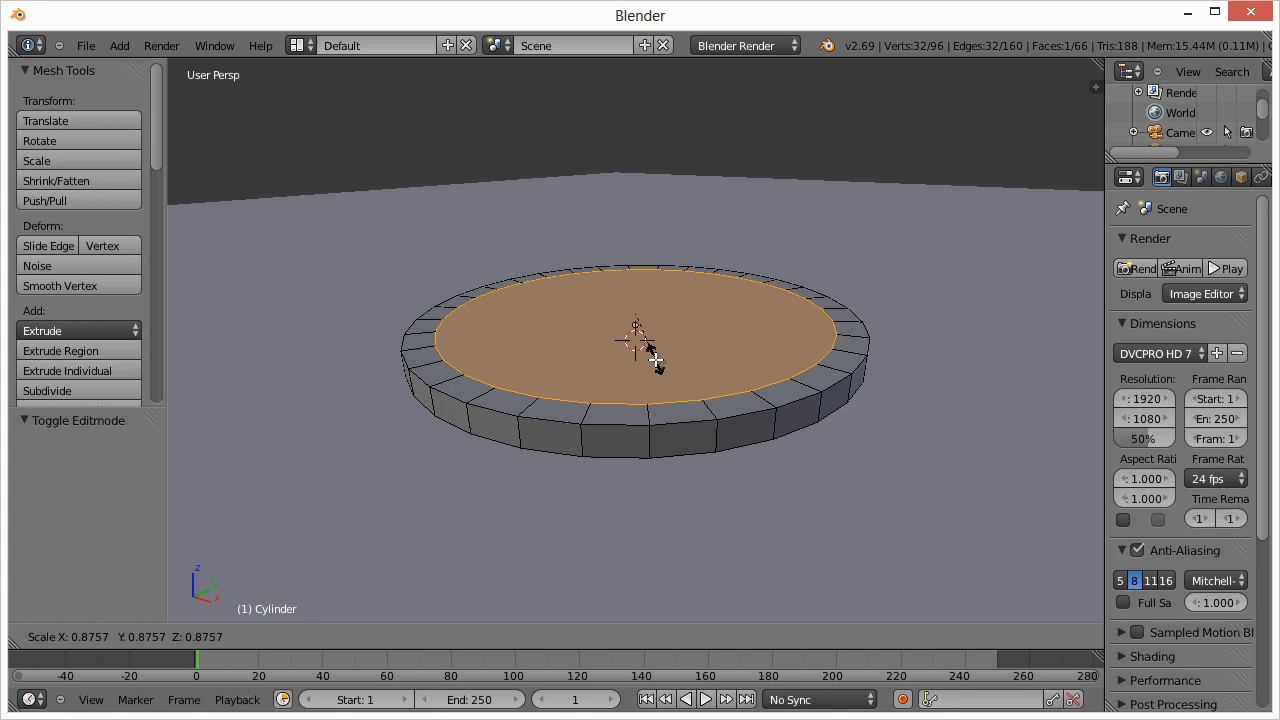 Blender
File Add Render Window Help Default Scene Blender Render v2.69 | Verts:32/96 | Edges:32/160 | Faces:1/66 | Tris:188 | Mem:15.44M (0.11M) |
Mesh Tools
User Persp
View Search
Rende
World
Came
Transform:
Translate
Rotate
Scale
Shrink/Fatten
Push/Pull
Deform:
Slide Edge Vertex
Noise
Smooth Vertex
Add:
Extrude
Extrude Region
Extrude Individual
Subdivide
Toggle Editmode
Scene
Render
Rend Anim Play
Displa Image Editor
Dimensions
DVCPRO HD 7
Resolution: Frame Ran
: 1920 Start: 1
: 1080 En: 250
50% Fram: 1
Aspect Rati Frame Rat
: 1.000 24 fps
: 1.000 Time Rema
1 1
Anti-Aliasing
5 8 11 16 Mitchell-
Full Sa : 1.000
Sampled Motion Bl
Shading
Performance
Post Processing
z
y
x
(1) Cylinder
Scale X: 0.8757 Y: 0.8757 Z: 0.8757
-40 -20 0 20 40 60 80 100 120 140 160 180 200 220 240 260 280
View Marker Frame Playback Start: 1 End: 250 1 No Sync